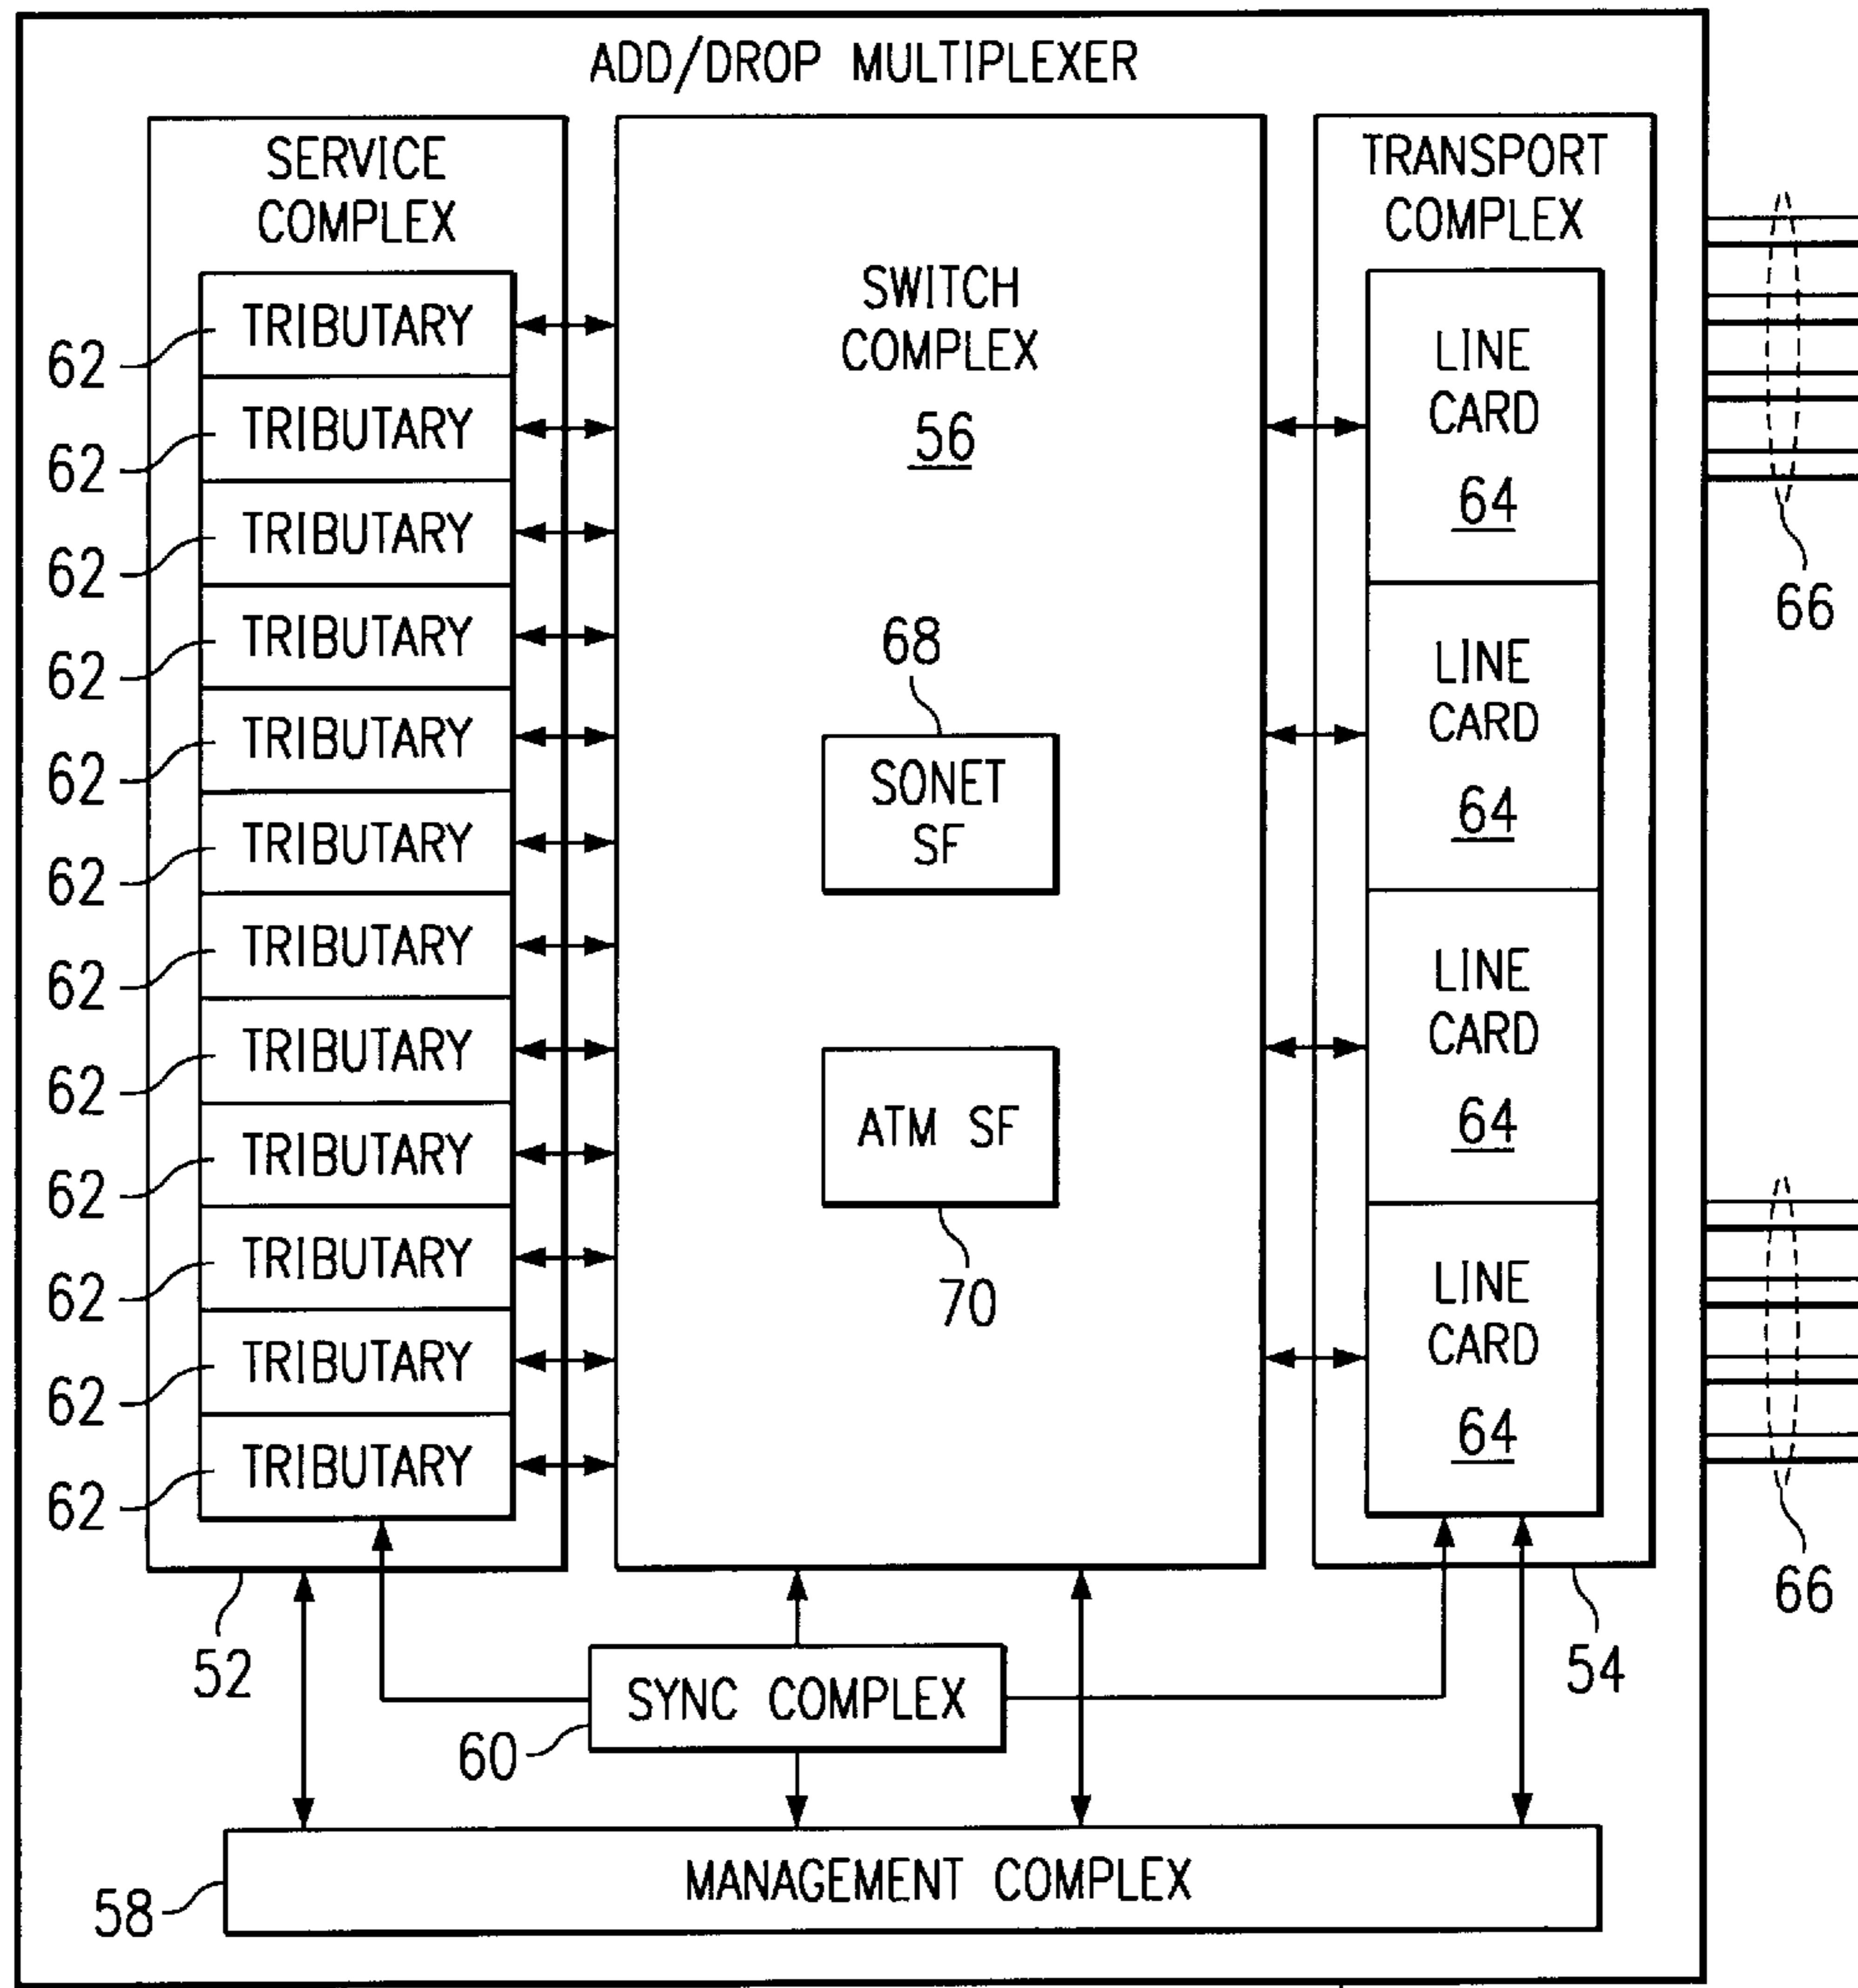 ADD/DROP MULTIPLEXER
SERVICE
COMPLEX
TRIBUTARY
62
TRIBUTARY
62
TRIBUTARY
62
TRIBUTARY
62
TRIBUTARY
62
TRIBUTARY
62
TRIBUTARY
62
TRIBUTARY
62
TRIBUTARY
62
TRIBUTARY
62
TRIBUTARY
62
TRIBUTARY
62
52
SWITCH
COMPLEX
56
68
SONET
SF
ATM SF
70
TRANSPORT
COMPLEX
LINE
CARD
64
LINE
CARD
64
LINE
CARD
64
LINE
CARD
64
54
66
66
SYNC COMPLEX
60
MANAGEMENT COMPLEX
58